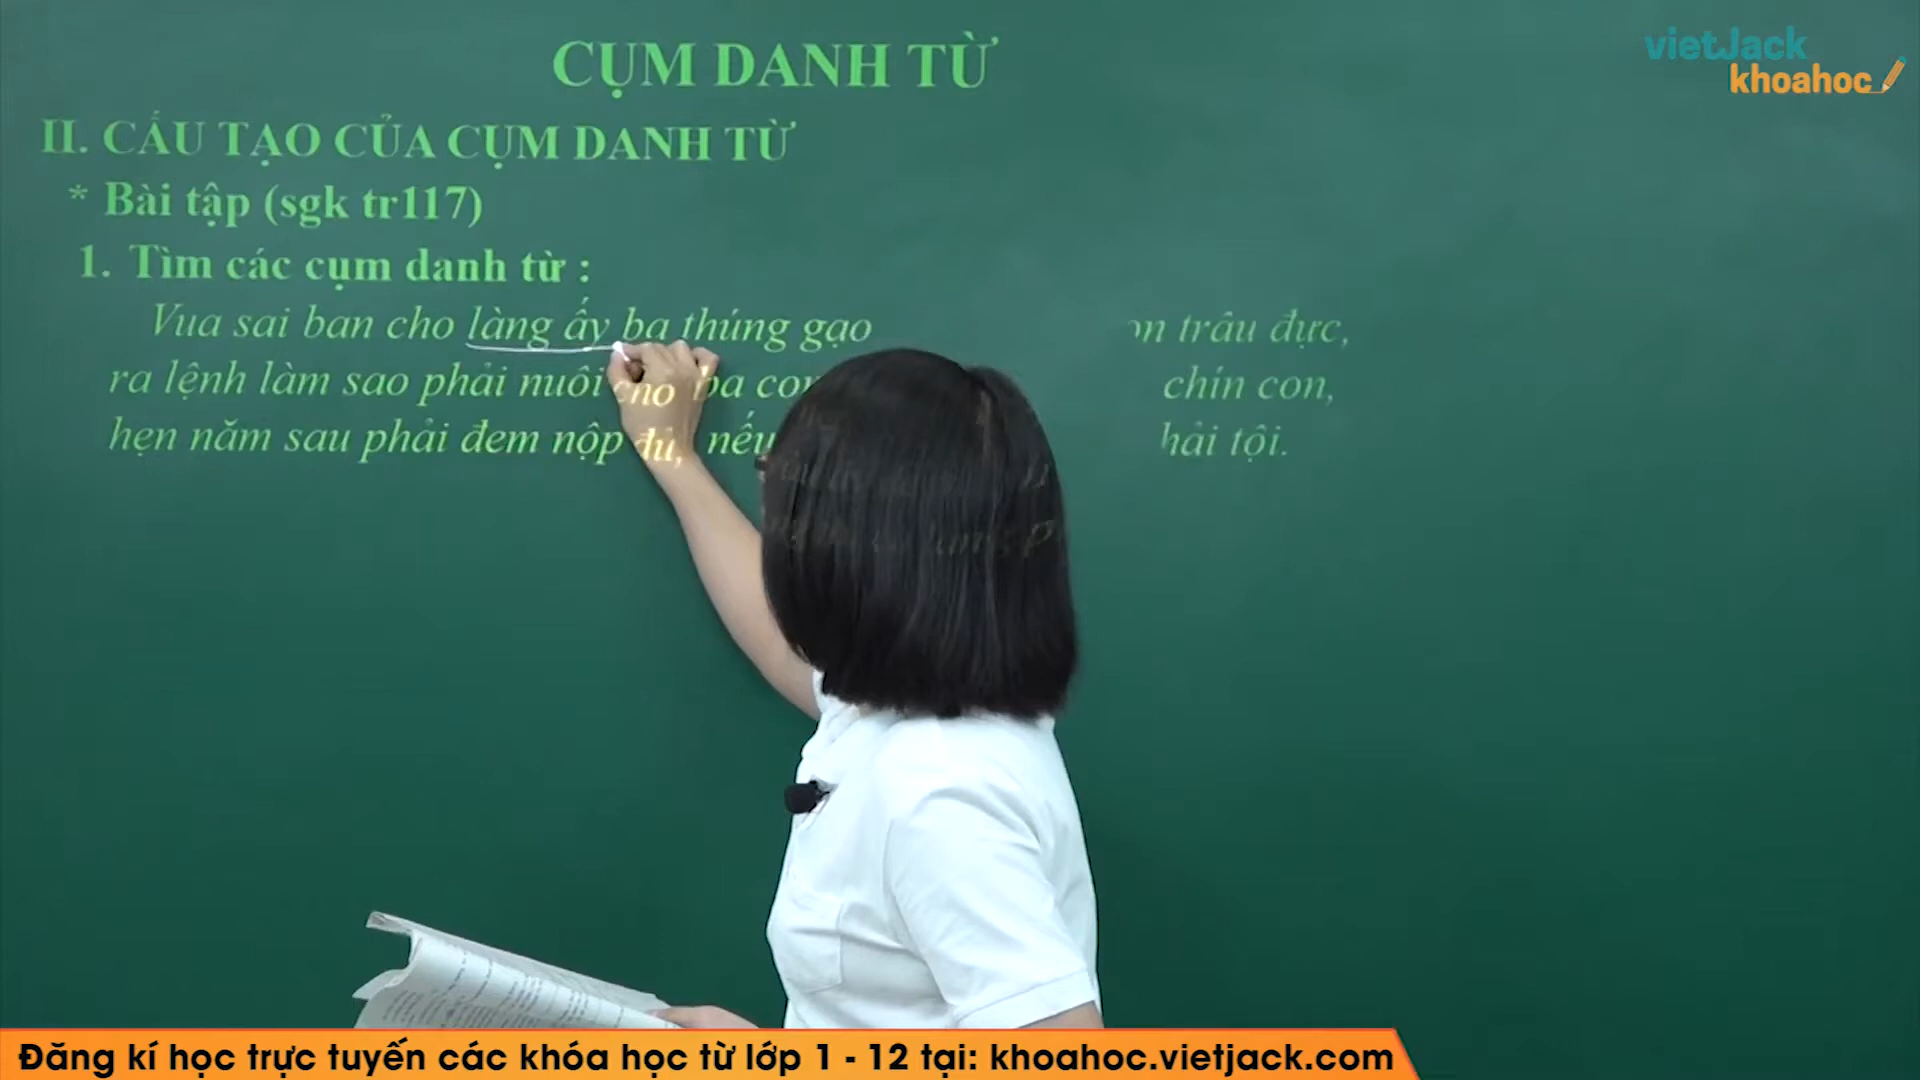 CỤM DANH TỪ
vietJack
khoahoc
II. CẤU TẠO CỦA CỤM DANH TỪ
* Bài tập (sgk tr117)
1. Tìm các cụm danh từ :
Vua sai ban cho làng ấy ba thúng gạo trâu đực,
ra lệnh làm sao phải nuôi cho ba chín con,
hẹn năm sau phải đem nộp đủ, tội.
Đăng kí học trực tuyến các khóa học từ lớp 1 - 12 tại: khoahoc.vietjack.com